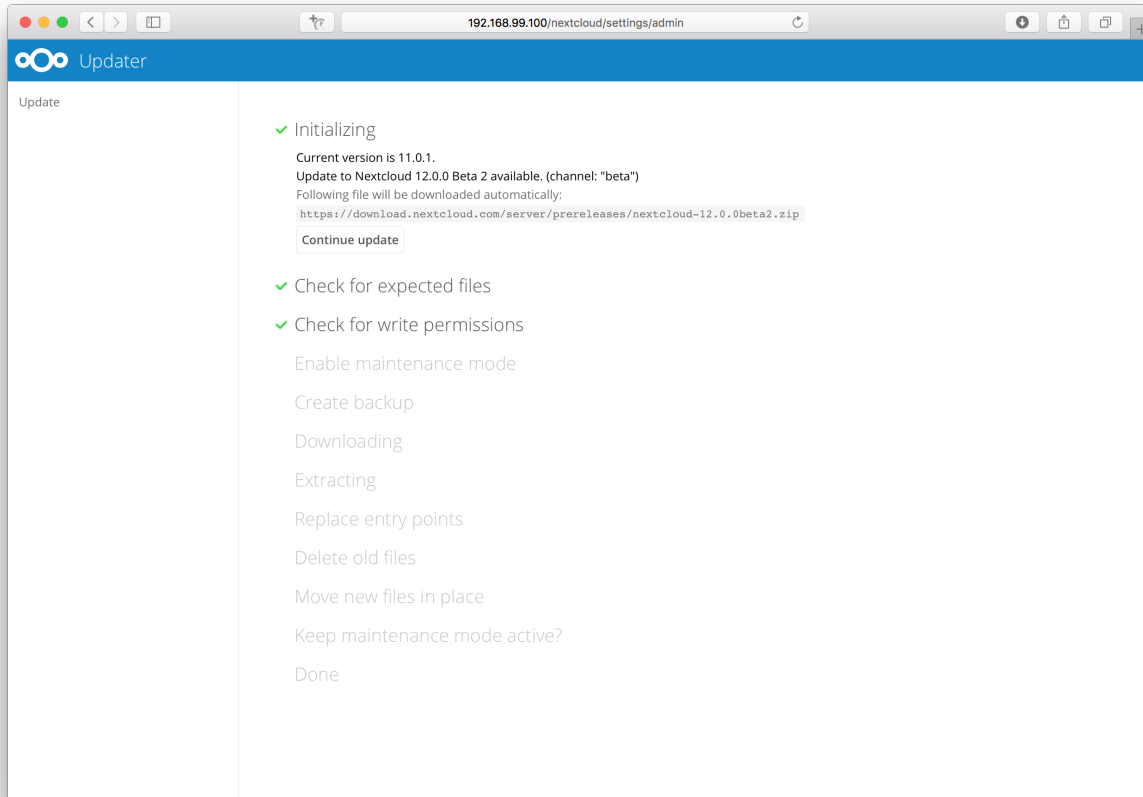 192.168.99.100/nextcloud/settings/admin
Updater
Update
Initializing
Current version is 11.0.1.
Update to Nextcloud 12.0.0 Beta 2 available. (channel: "beta")
Following file will be downloaded automatically:
https://download.nextcloud.com/server/prereleases/nextcloud-12.0.0beta2.zip
Continue update
Check for expected files
Check for write permissions
Enable maintenance mode
Create backup
Downloading
Extracting
Replace entry points
Delete old files
Move new files in place
Keep maintenance mode active?
Done